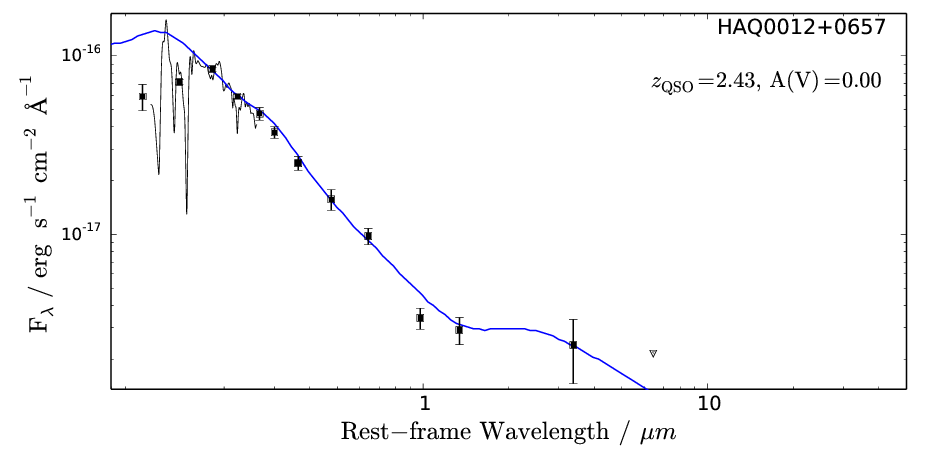 HAQ0012+0657
z_QSO=2.43, A(V)=0.00
10^-16
10^-17
F_λ / erg s^−1 cm^−2 Å^−1
1 10
Rest−frame Wavelength / μm